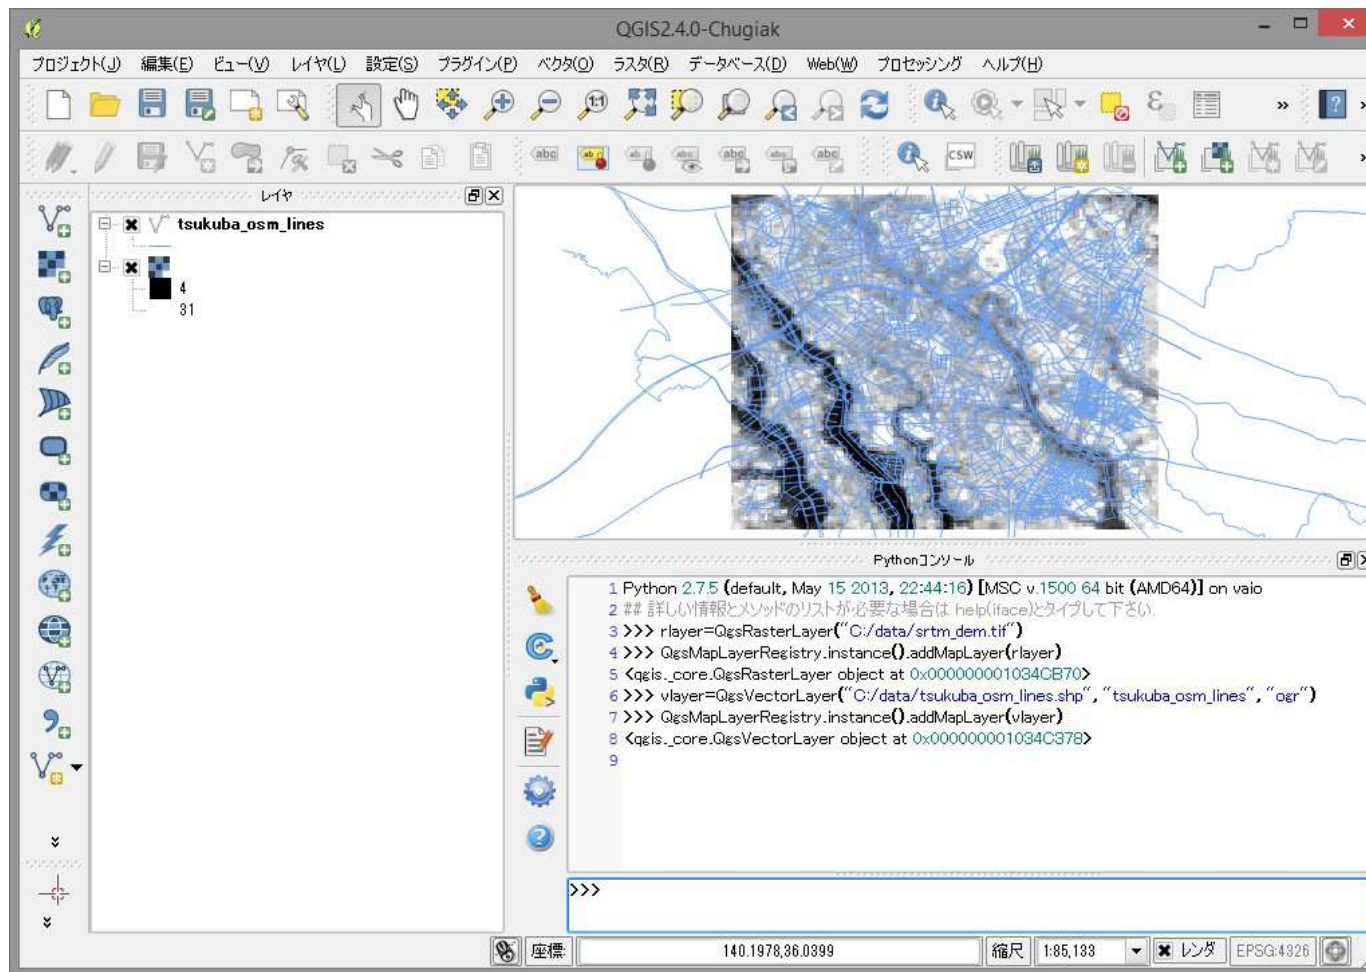 QGIS2.4.0-Chugiak
プロジェクト(J) 編集(E) ビュー(V) レイヤ(L) 設定(S) プラグイン(P) ベクタ(O) ラスタ(R) データベース(D) Web(W) プロセッシング ヘルプ(H)
1:1 ε » ? »
abc ab abc abc CSW »
レイヤ
tsukuba_osm_lines
4
31
Pythonコンソール
1 Python 2.7.5 (default, May 15 2013, 22:44:16) [MSC v.1500 64 bit (AMD64)] on vaio
2 ## 詳しい情報とメソッドのリストが必要な場合は help(iface)とタイプして下さい.
3 >>> rlayer=QgsRasterLayer("C:/data/srtm_dem.tif")
4 >>> QgsMapLayerRegistry.instance().addMapLayer(rlayer)
5 <qgis._core.QgsRasterLayer object at 0x000000001034CB70>
6 >>> vlayer=QgsVectorLayer("C:/data/tsukuba_osm_lines.shp", "tsukuba_osm_lines", "ogr")
7 >>> QgsMapLayerRegistry.instance().addMapLayer(vlayer)
8 <qgis._core.QgsVectorLayer object at 0x000000001034C378>
9
>>>
座標: 140.1978,36.0399 縮尺 1:85,133 レンダ EPSG:4326